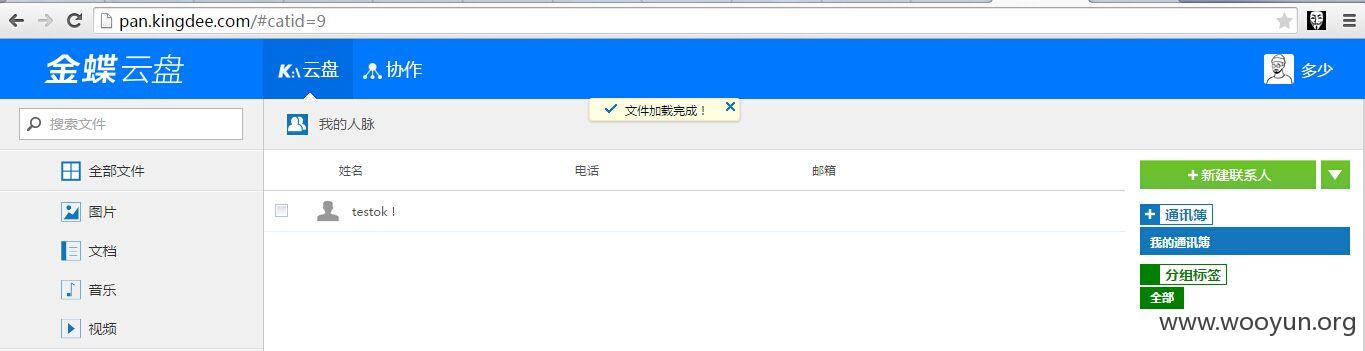 pan.kingdee.com/#catid=9
金蝶云盘
K:\云盘
协作
多少
搜索文件
我的人脉
文件加载完成！
全部文件
图片
文档
音乐
视频
姓名 电话 邮箱
testok！
+新建联系人
通讯簿
我的通讯簿
分组标签
全部
www.wooyun.org